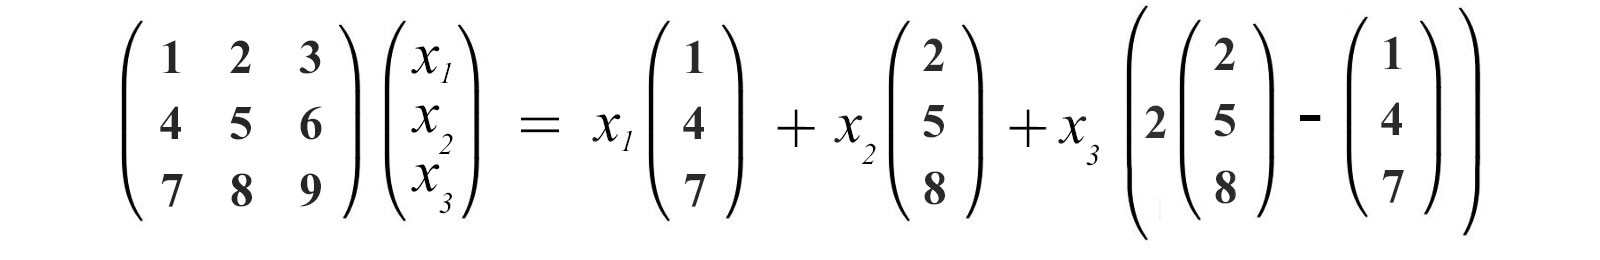 ( 1 2 3 ) ( x₁ ) = x₁ ( 1 ) + x₂ ( 2 ) + x₃ ( 2 ( 2 ) - ( 1 ) )
( 4 5 6 ) ( x₂ ) ( 4 ) ( 5 ) ( 5 ) ( 4 )
( 7 8 9 ) ( x₃ ) ( 7 ) ( 8 ) ( 8 ) ( 7 )